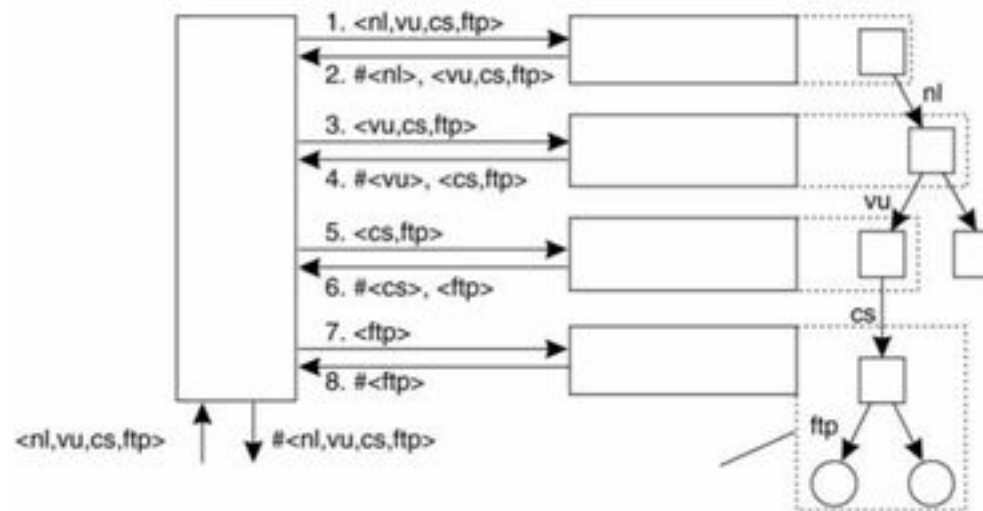 1. <nl,vu,cs,ftp>
2. #<nl>, <vu,cs,ftp>
nl
3. <vu,cs,ftp>
4. #<vu>, <cs,ftp>
vu
5. <cs,ftp>
6. #<cs>, <ftp>
cs
7. <ftp>
8. #<ftp>
ftp
<nl,vu,cs,ftp>
#<nl,vu,cs,ftp>